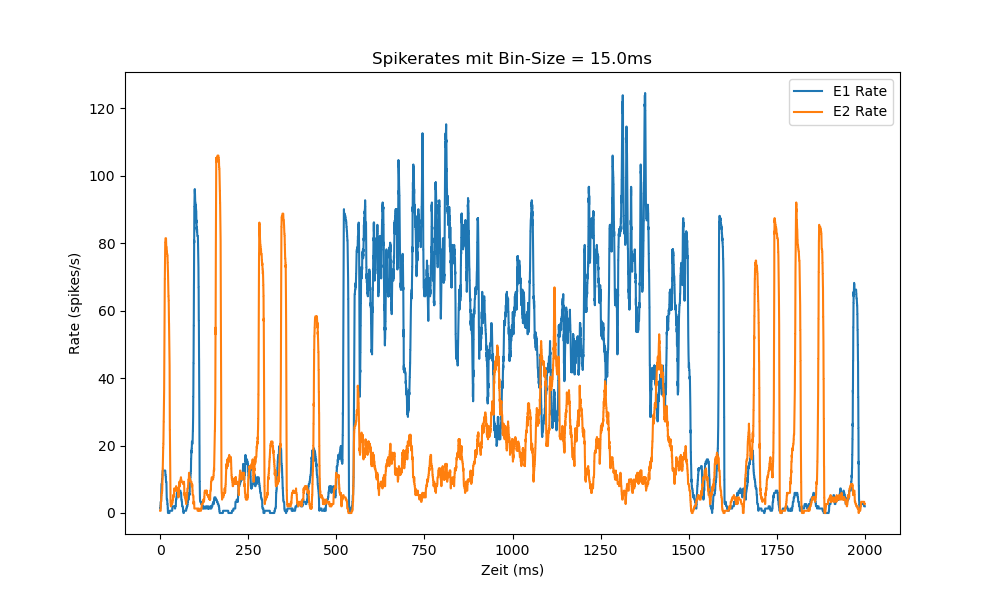 Spikerates mit Bin-Size = 15.0ms
E1 Rate
E2 Rate
120
100
80
60
40
20
0
Rate (spikes/s)
0 250 500 750 1000 1250 1500 1750 2000
Zeit (ms)